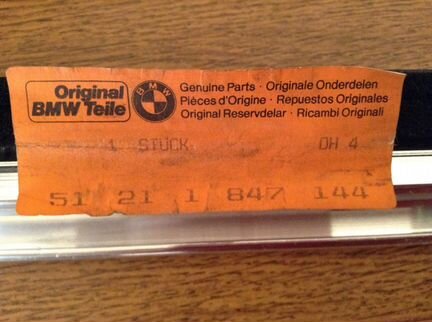 Original
BMW Teile
BMW
Genuine Parts · Originale Onderdelen
Pièces d'Origine · Repuestos Originales
Original Reservdelar · Ricambi Originali
1 STÜCK OH 4
51 21 1 847 144